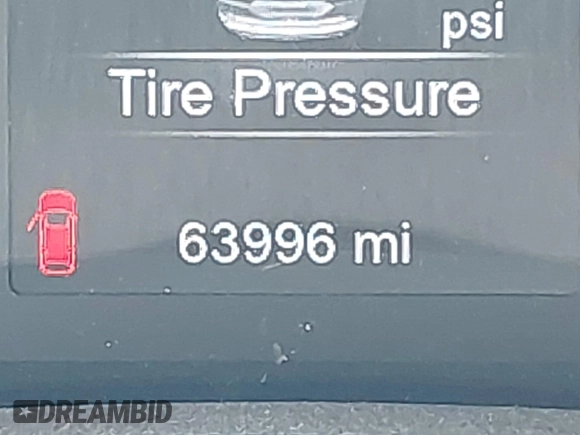 psi
Tire Pressure
63996 mi
DREAMBID